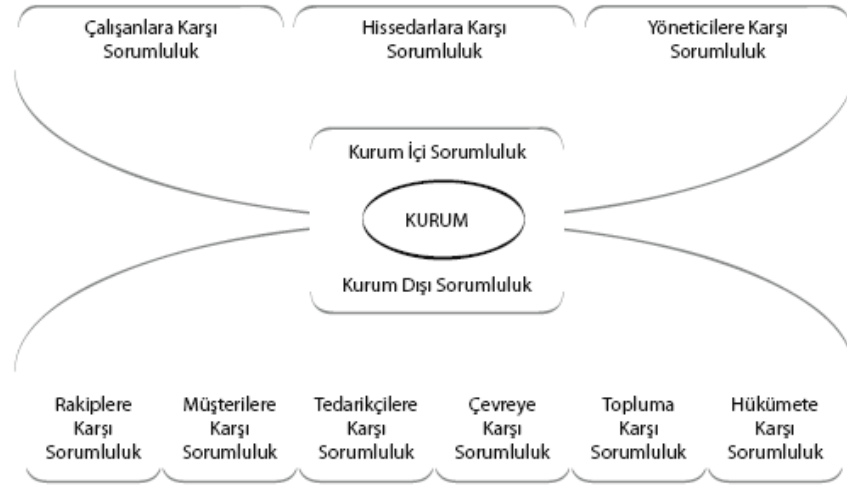 Çalışanlara Karşı
Sorumluluk
Hissedarlara Karşı
Sorumluluk
Yöneticilere Karşı
Sorumluluk
Kurum İçi Sorumluluk
KURUM
Kurum Dışı Sorumluluk
Rakiplere
Karşı
Sorumluluk
Müşterilere
Karşı
Sorumluluk
Tedarikçilere
Karşı
Sorumluluk
Çevreye
Karşı
Sorumluluk
Topluma
Karşı
Sorumluluk
Hükümete
Karşı
Sorumluluk